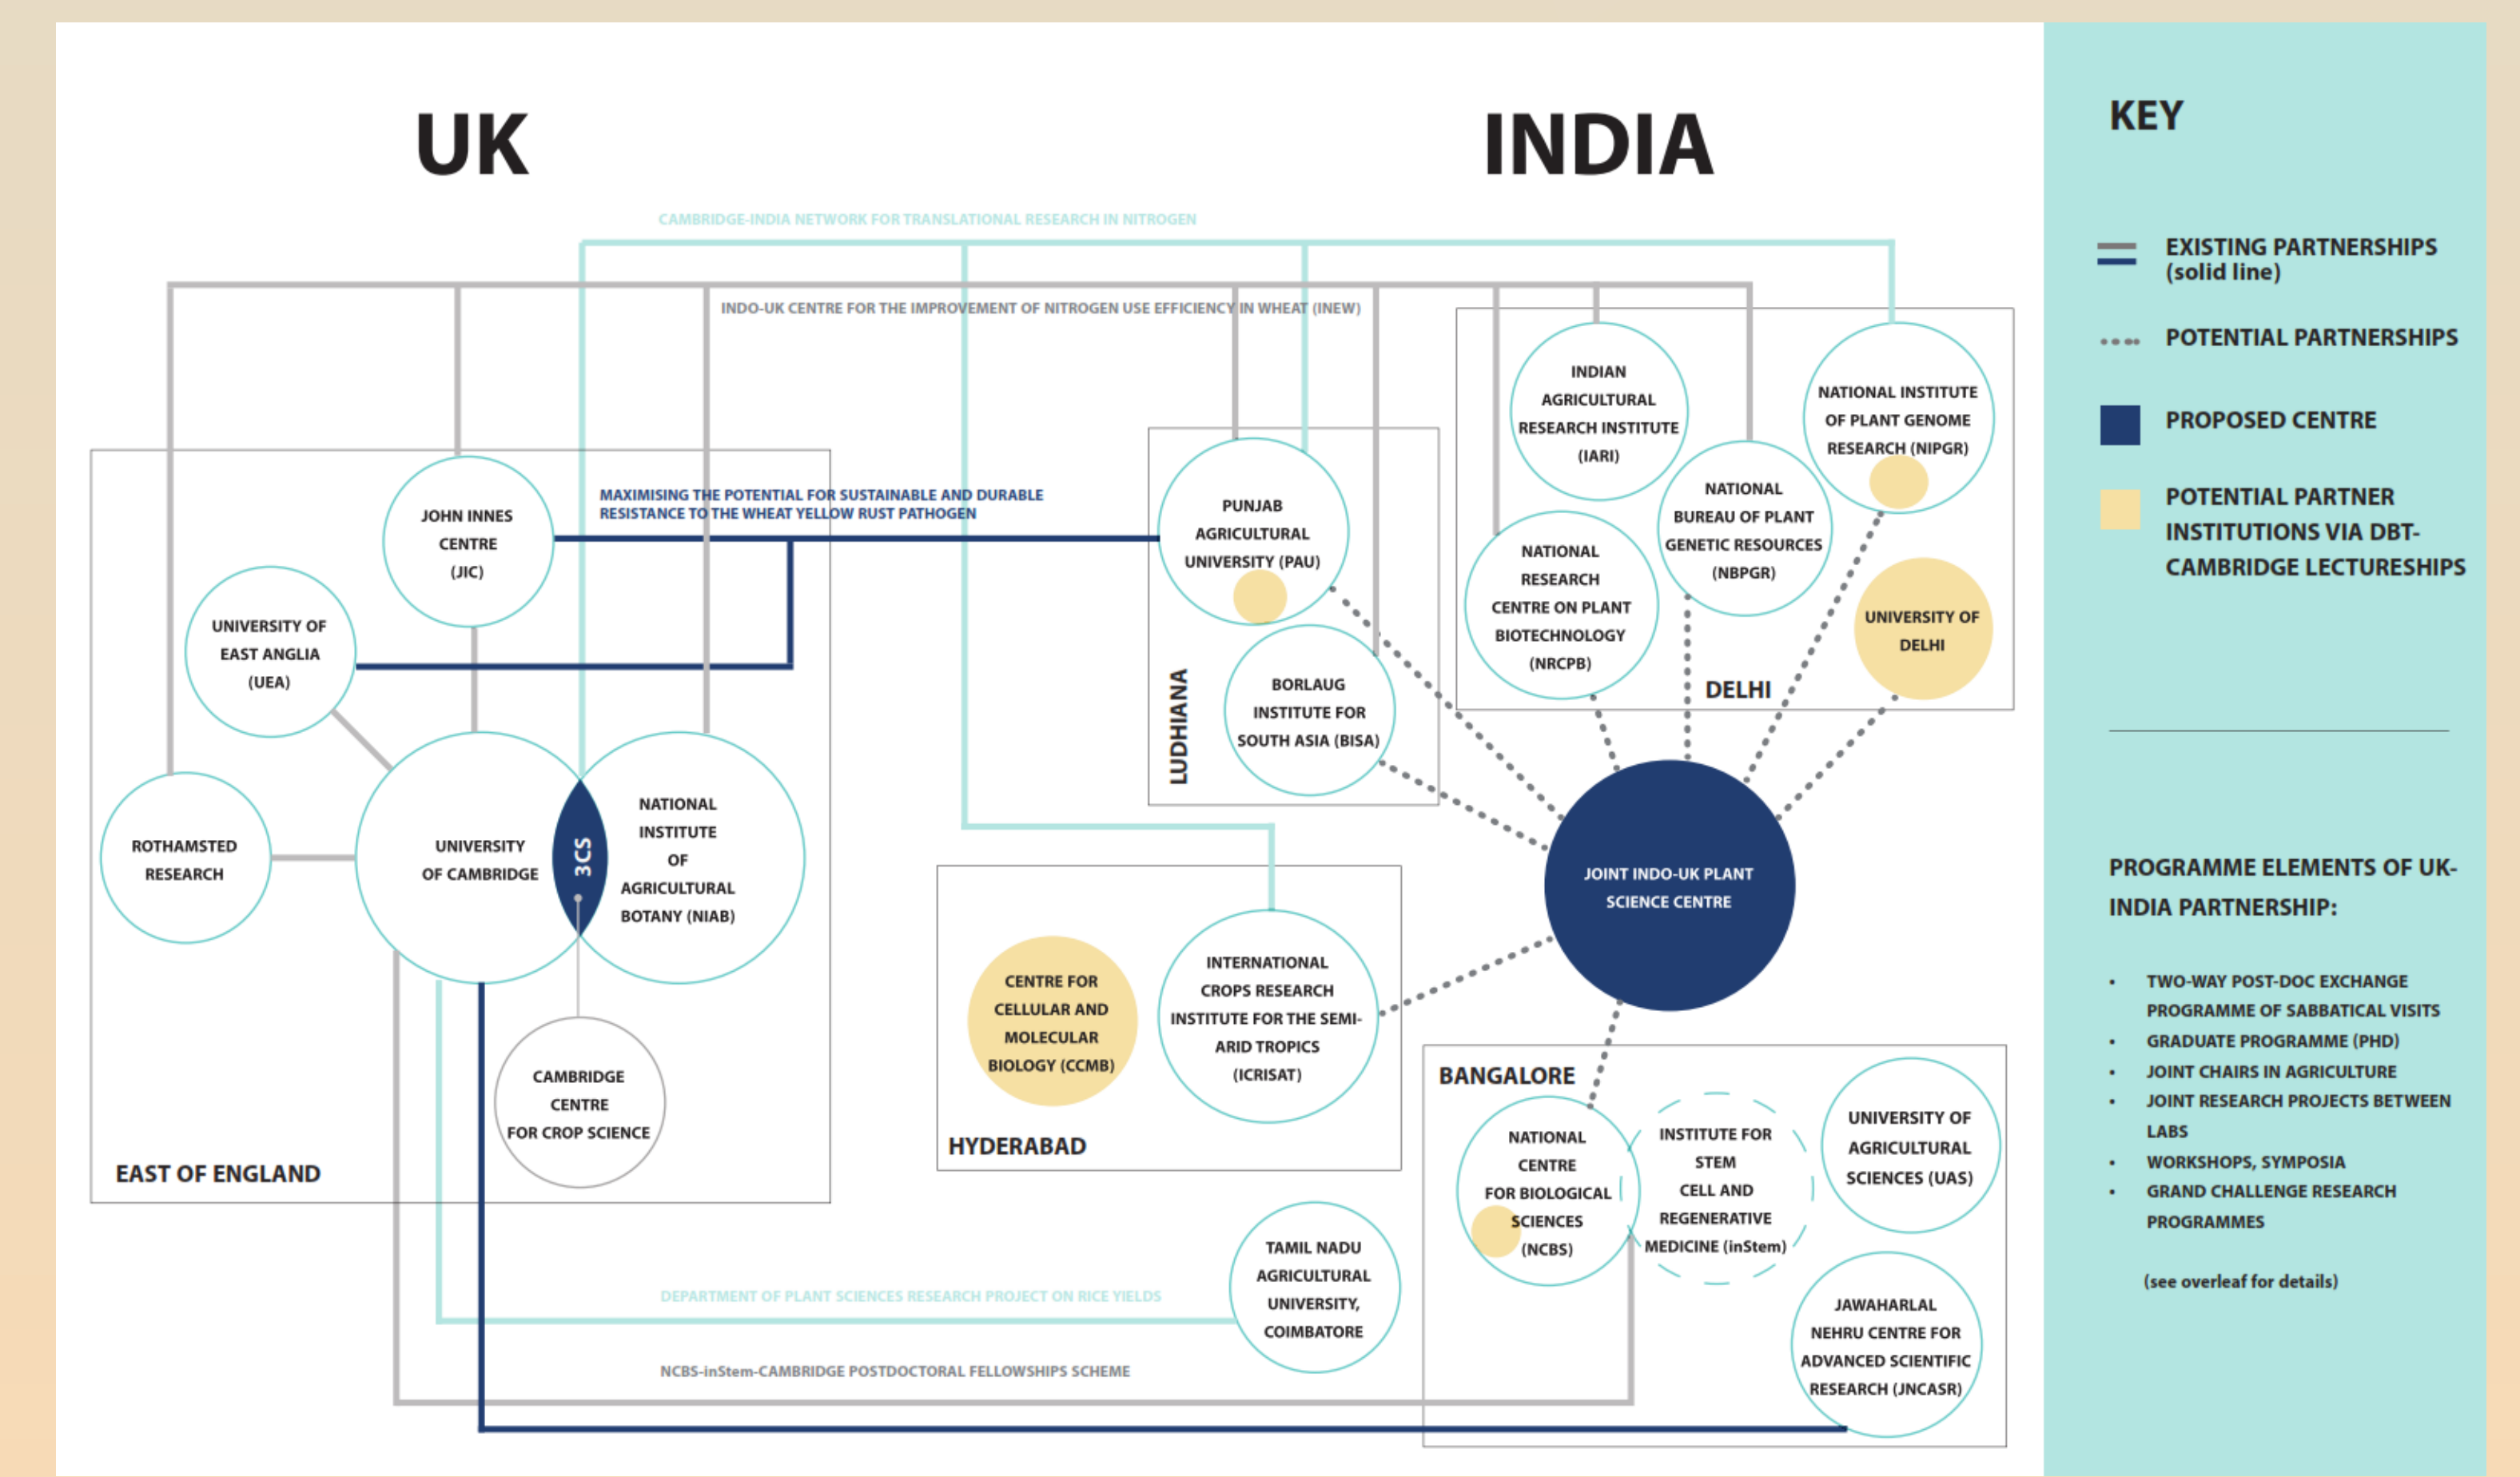 UK
INDIA
CAMBRIDGE-INDIA NETWORK FOR TRANSLATIONAL RESEARCH IN NITROGEN
INDO-UK CENTRE FOR THE IMPROVEMENT OF NITROGEN USE EFFICIENCY IN WHEAT (INEW)
MAXIMISING THE POTENTIAL FOR SUSTAINABLE AND DURABLE
RESISTANCE TO THE WHEAT YELLOW RUST PATHOGEN
JOHN INNES
CENTRE
(JIC)
UNIVERSITY OF
EAST ANGLIA
(UEA)
ROTHAMSTED
RESEARCH
UNIVERSITY
OF CAMBRIDGE
3CS
NATIONAL
INSTITUTE
OF
AGRICULTURAL
BOTANY (NIAB)
CAMBRIDGE
CENTRE
FOR CROP SCIENCE
EAST OF ENGLAND
PUNJAB
AGRICULTURAL
UNIVERSITY (PAU)
BORLAUG
INSTITUTE FOR
SOUTH ASIA (BISA)
LUDHIANA
INDIAN
AGRICULTURAL
RESEARCH INSTITUTE
(IARI)
NATIONAL INSTITUTE
OF PLANT GENOME
RESEARCH (NIPGR)
NATIONAL
BUREAU OF PLANT
GENETIC RESOURCES
(NBPGR)
NATIONAL
RESEARCH
CENTRE ON PLANT
BIOTECHNOLOGY
(NRCPB)
UNIVERSITY OF
DELHI
DELHI
JOINT INDO-UK PLANT
SCIENCE CENTRE
CENTRE FOR
CELLULAR AND
MOLECULAR
BIOLOGY (CCMB)
INTERNATIONAL
CROPS RESEARCH
INSTITUTE FOR THE SEMI-
ARID TROPICS
(ICRISAT)
HYDERABAD
BANGALORE
NATIONAL
CENTRE
FOR BIOLOGICAL
SCIENCES
(NCBS)
INSTITUTE FOR
STEM
CELL AND
REGENERATIVE
MEDICINE (inStem)
UNIVERSITY OF
AGRICULTURAL
SCIENCES (UAS)
JAWAHARLAL
NEHRU CENTRE FOR
ADVANCED SCIENTIFIC
RESEARCH (JNCASR)
TAMIL NADU
AGRICULTURAL
UNIVERSITY,
COIMBATORE
DEPARTMENT OF PLANT SCIENCES RESEARCH PROJECT ON RICE YIELDS
NCBS-inStem-CAMBRIDGE POSTDOCTORAL FELLOWSHIPS SCHEME
KEY
EXISTING PARTNERSHIPS
(solid line)
POTENTIAL PARTNERSHIPS
PROPOSED CENTRE
POTENTIAL PARTNER
INSTITUTIONS VIA DBT-
CAMBRIDGE LECTURESHIPS
PROGRAMME ELEMENTS OF UK-
INDIA PARTNERSHIP:
• TWO-WAY POST-DOC EXCHANGE
PROGRAMME OF SABBATICAL VISITS
• GRADUATE PROGRAMME (PHD)
• JOINT CHAIRS IN AGRICULTURE
• JOINT RESEARCH PROJECTS BETWEEN
LABS
• WORKSHOPS, SYMPOSIA
• GRAND CHALLENGE RESEARCH
PROGRAMMES
(see overleaf for details)